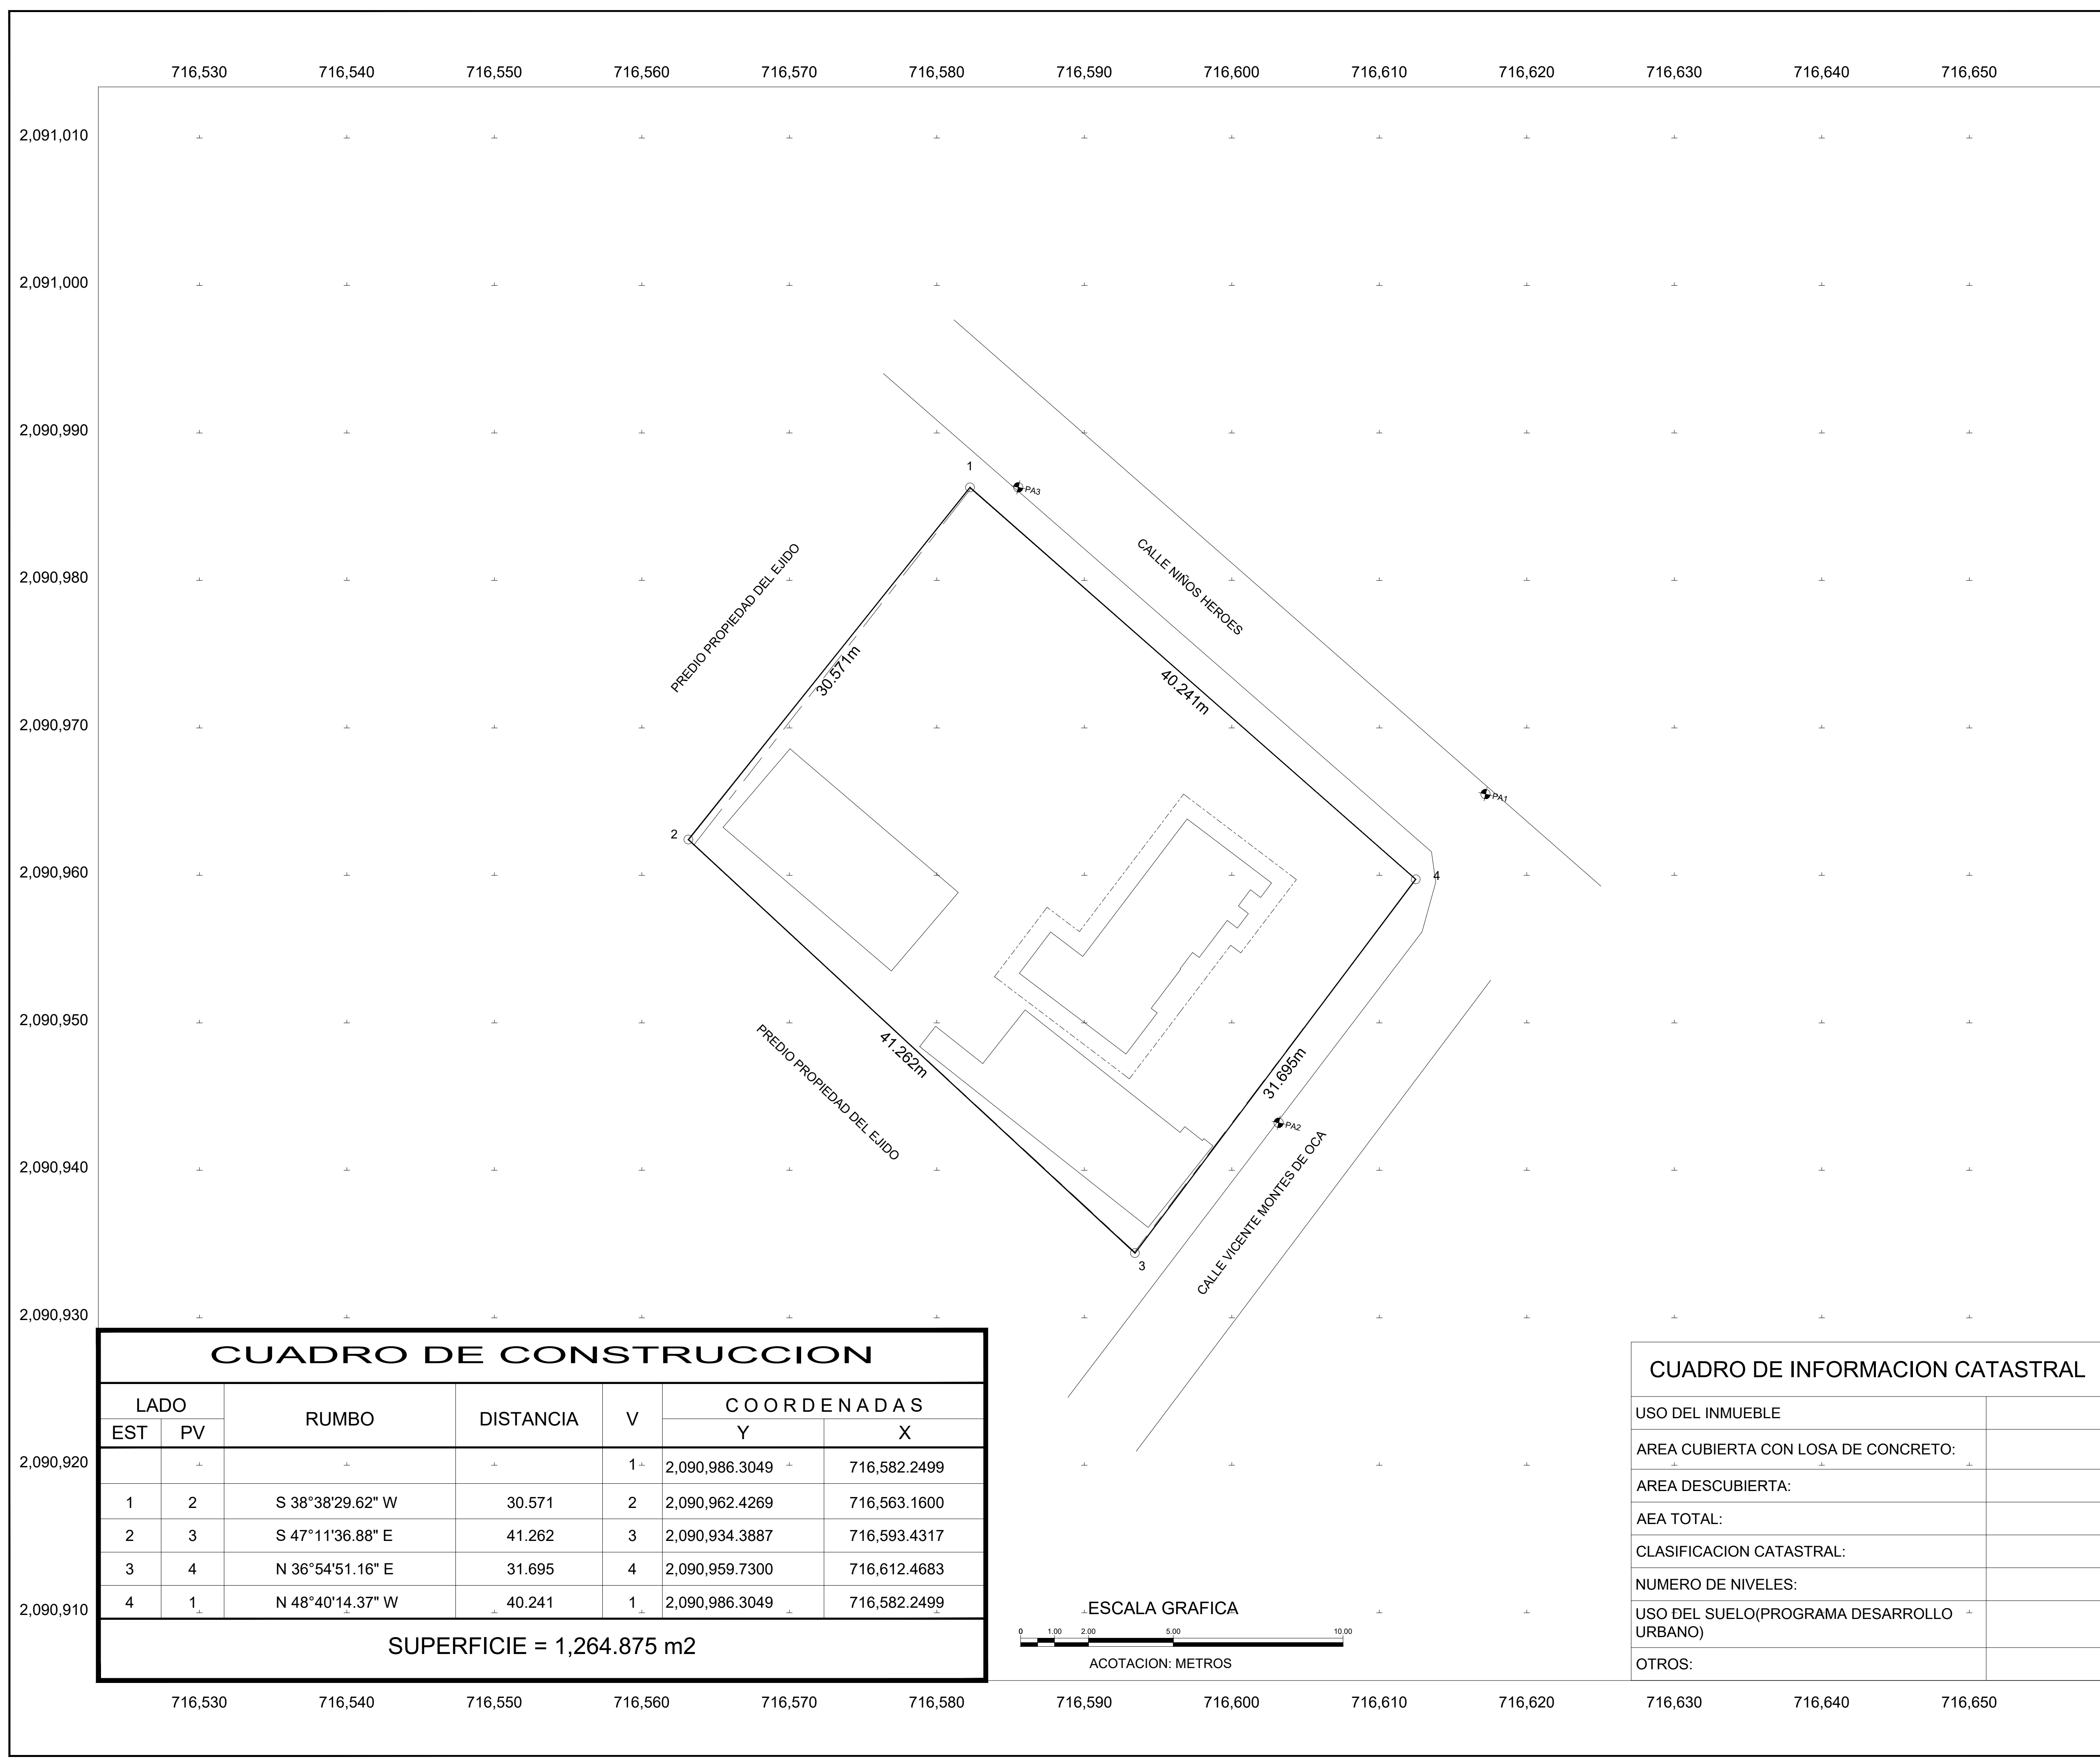 716,530 716,540 716,550 716,560 716,570 716,580 716,590 716,600 716,610 716,620 716,630 716,640 716,650
2,091,010
2,091,000
2,090,990
1
PA3
CALLE NIÑOS HEROES
2,090,980
PREDIO PROPIEDAD DEL EJIDO
30.571m
40.241m
2,090,970
PA1
2
2,090,960
4
2,090,950
PREDIO PROPIEDAD DEL EJIDO
41.262m
31.695m
PA2
2,090,940
CALLE VICENTE MONTES DE OCA
3
2,090,930
CUADRO DE CONSTRUCCION
LADO RUMBO DISTANCIA V COORDENADAS
EST PV Y X
2,090,920
1 2,090,986.3049 716,582.2499
1 2 S 38°38'29.62" W 30.571 2 2,090,962.4269 716,563.1600
2 3 S 47°11'36.88" E 41.262 3 2,090,934.3887 716,593.4317
3 4 N 36°54'51.16" E 31.695 4 2,090,959.7300 716,612.4683
4 1 N 48°40'14.37" W 40.241 1 2,090,986.3049 716,582.2499
2,090,910
SUPERFICIE = 1,264.875 m2
ESCALA GRAFICA
0 1.00 2.00 5.00 10.00
ACOTACION: METROS
CUADRO DE INFORMACION CATASTRAL
USO DEL INMUEBLE
AREA CUBIERTA CON LOSA DE CONCRETO:
AREA DESCUBIERTA:
AEA TOTAL:
CLASIFICACION CATASTRAL:
NUMERO DE NIVELES:
USO DEL SUELO(PROGRAMA DESARROLLO
URBANO)
OTROS:
716,530 716,540 716,550 716,560 716,570 716,580 716,590 716,600 716,610 716,620 716,630 716,640 716,650